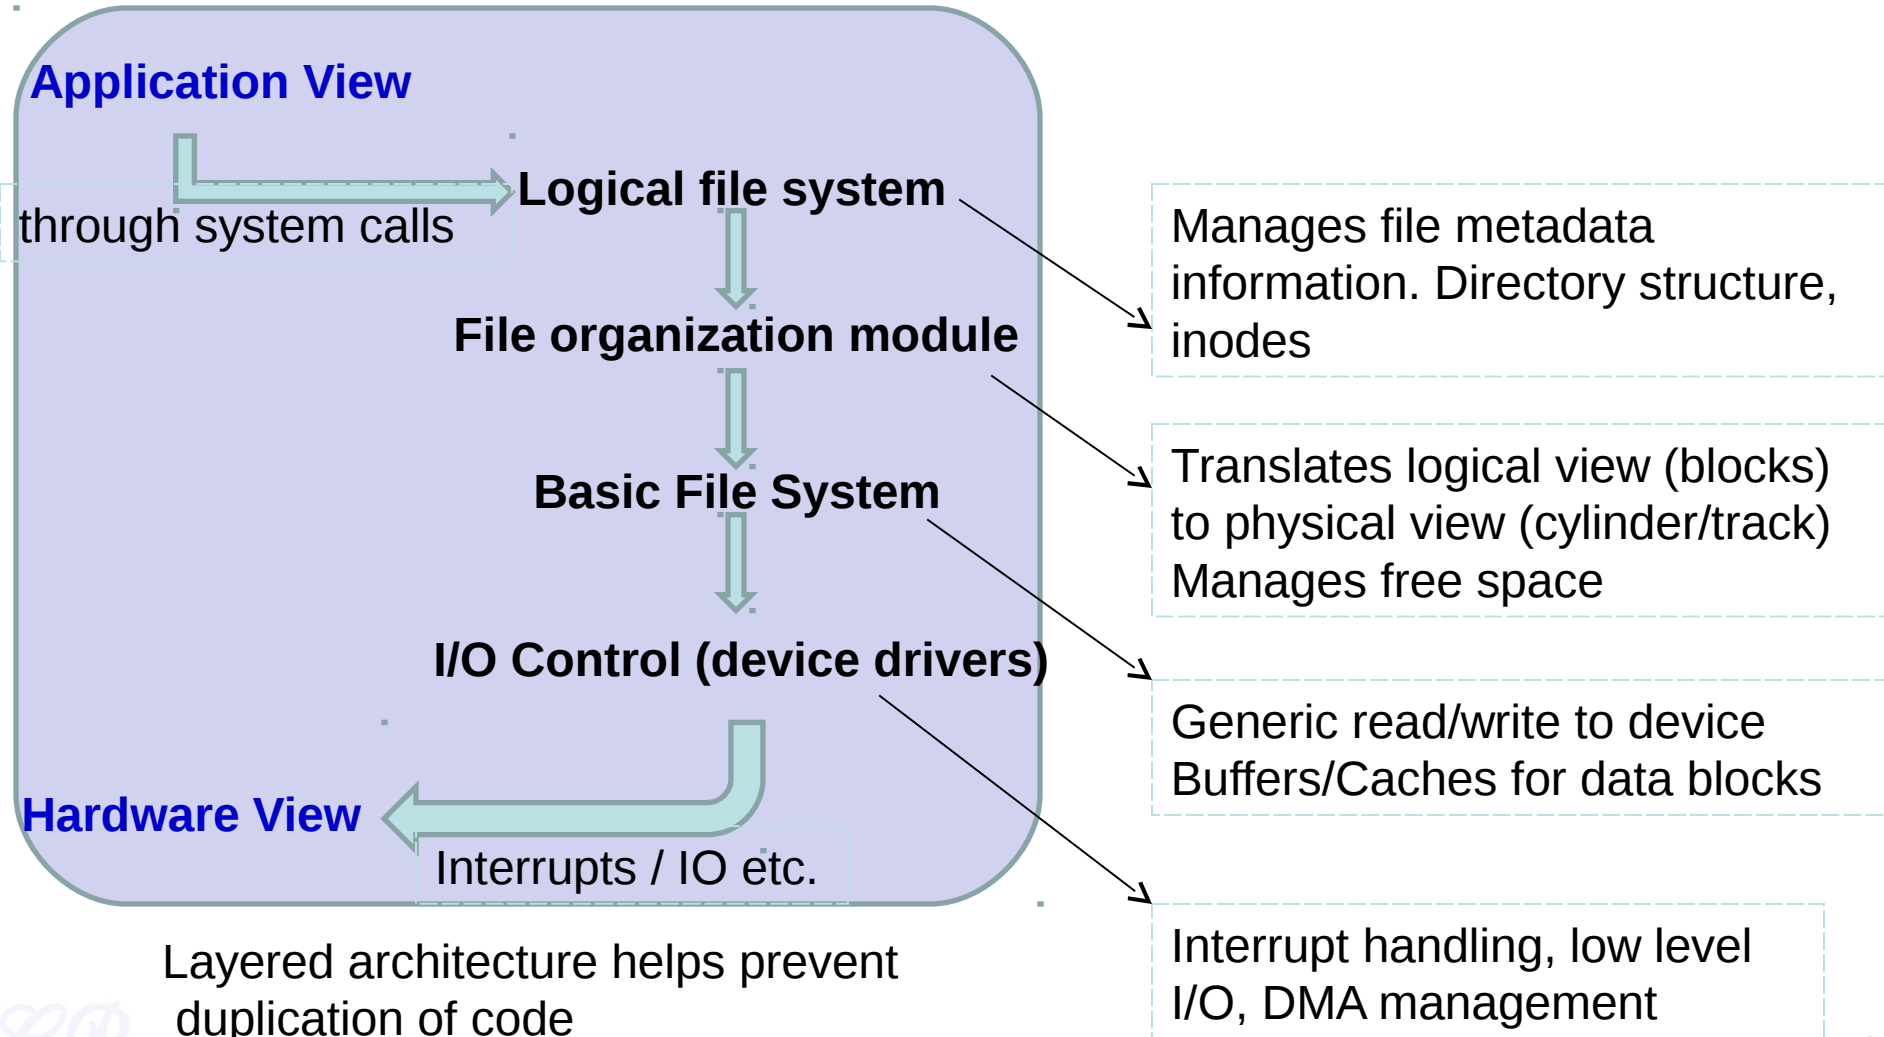 Application View
through system calls
Logical file system
File organization module
Basic File System
I/O Control (device drivers)
Hardware View
Interrupts / IO etc.
Layered architecture helps prevent
duplication of code
Manages file metadata
information. Directory structure,
inodes
Translates logical view (blocks)
to physical view (cylinder/track)
Manages free space
Generic read/write to device
Buffers/Caches for data blocks
Interrupt handling, low level
I/O, DMA management